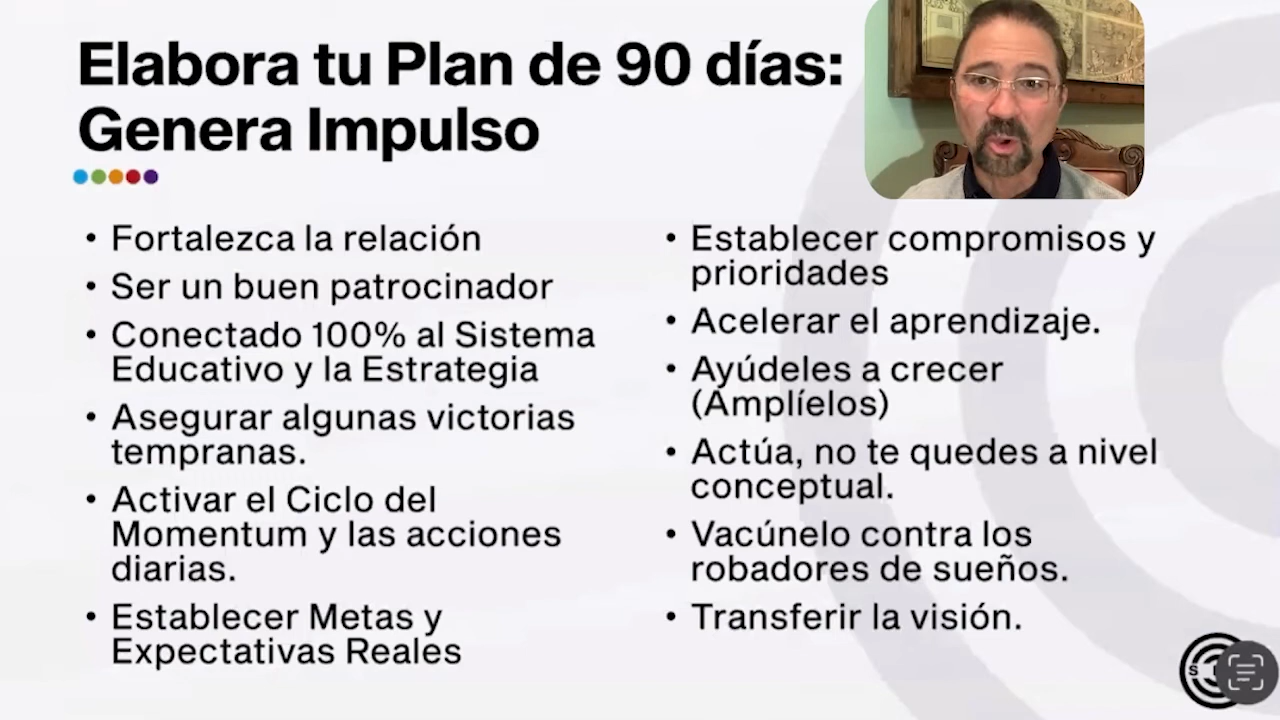 Elabora tu Plan de 90 días:
Genera Impulso
• Fortalezca la relación
• Ser un buen patrocinador
• Conectado 100% al Sistema
Educativo y la Estrategia
• Asegurar algunas victorias
tempranas.
• Activar el Ciclo del
Momentum y las acciones
diarias.
• Establecer Metas y
Expectativas Reales
• Establecer compromisos y
prioridades
• Acelerar el aprendizaje.
• Ayúdeles a crecer
(Amplíelos)
• Actúa, no te quedes a nivel
conceptual.
• Vacúnelo contra los
robadores de sueños.
• Transferir la visión.